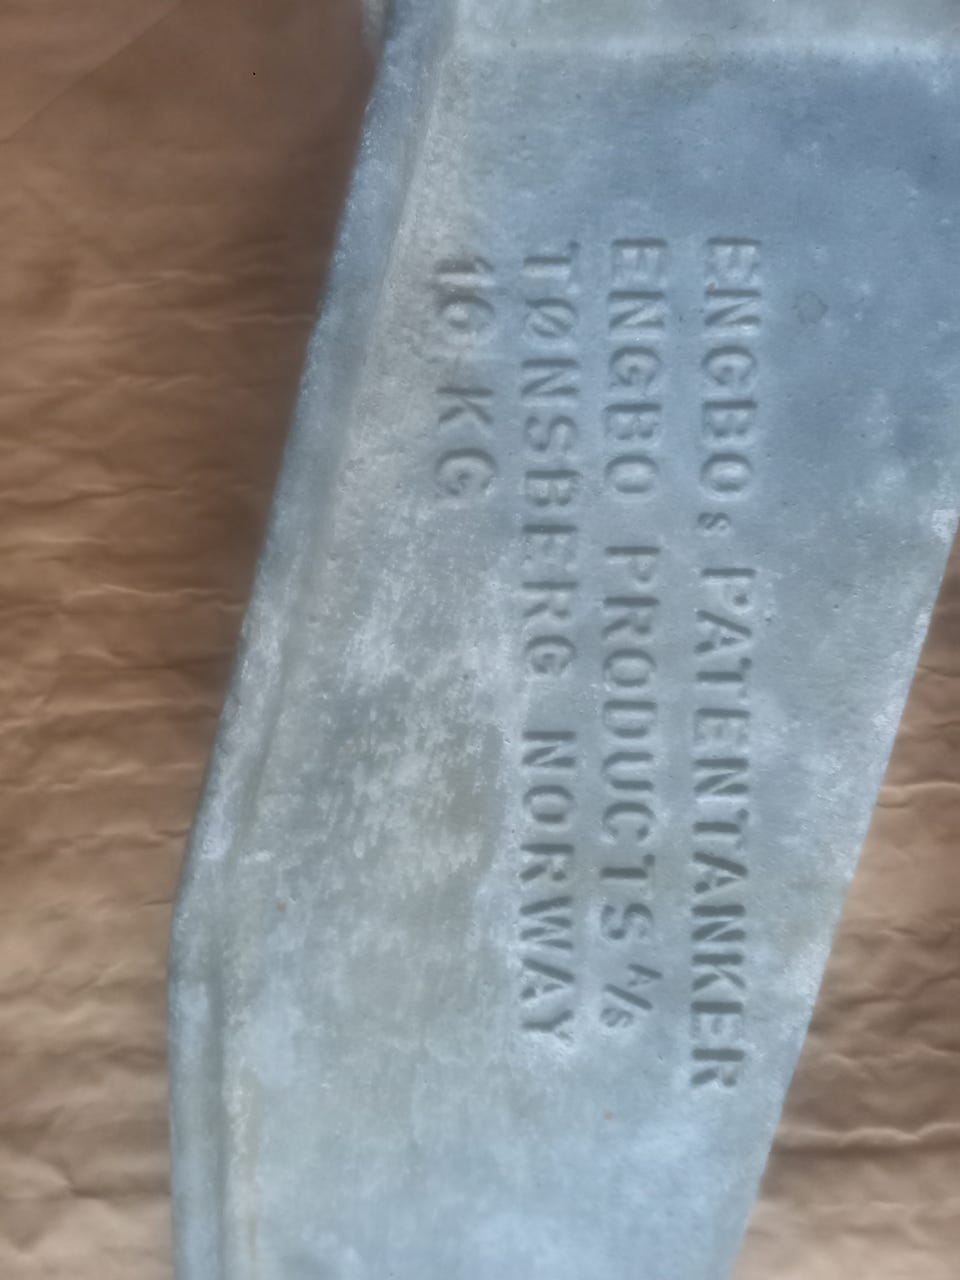 ENGBOs PATENTANKER
ENGBO PRODUCTS A/s
TØNSBERG NORWAY
16 KG